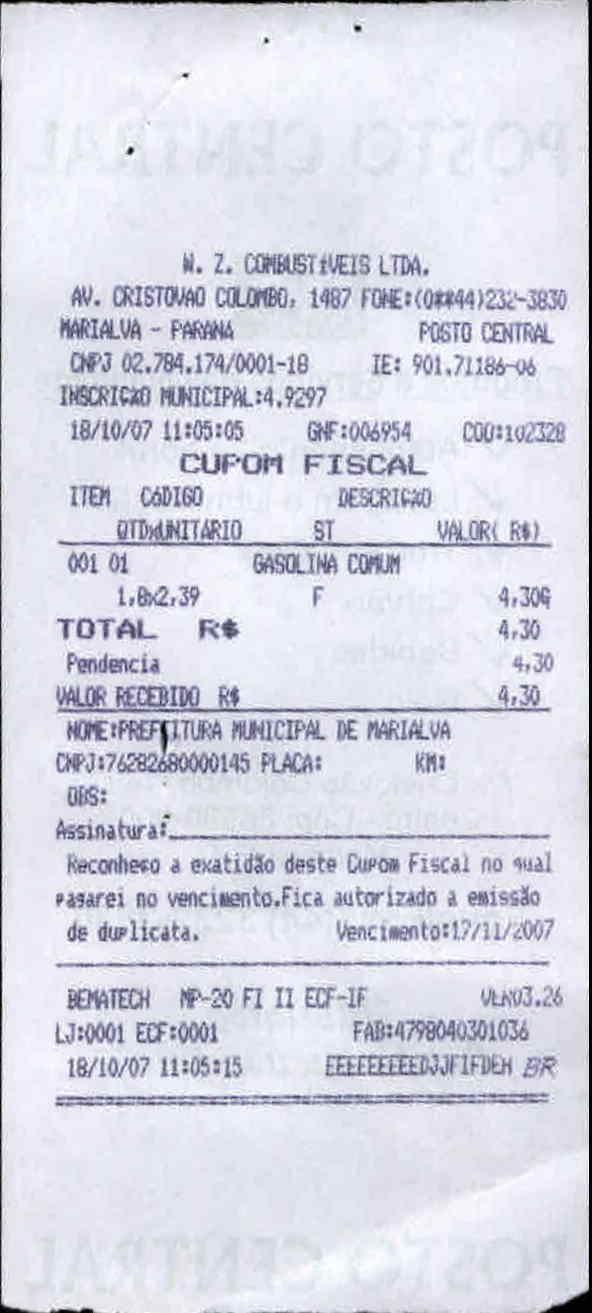 W. Z. COMBUSTíVEIS LTDA.
AV. CRISTOVAO COLOMBO, 1487 FONE:(0**44)232-3830
MARIALVA - PARANA POSTO CENTRAL
CNPJ 02.784.174/0001-18 IE: 901.71186-06
INSCRIÇÃO MUNICIPAL:4.9297
18/10/07 11:05:05 GNF:006954 COO:102328
CUPOM FISCAL
ITEM CóDIGO DESCRIÇÃO
QTDxUNITARIO ST VALOR( R$)
001 01 GASOLINA COMUM
1,8x2,39 F 4,30G
TOTAL R$ 4,30
Pendencia 4,30
VALOR RECEBIDO R$ 4,30
NOME:PREFEITURA MUNICIPAL DE MARIALVA
CNPJ:76282680000145 PLACA: KM:
OBS:
Assinatura:
Reconheço a exatidão deste Cupom Fiscal no qual
pagarei no vencimento.Fica autorizado a emissão
de duplicata. Vencimento:17/11/2007
BEMATECH MP-20 FI II ECF-IF VER03.26
LJ:0001 ECF:0001 FAB:4798040301036
18/10/07 11:05:15 EEEEEEEEEDJJFIFDEH BR
POSTO CENTRAL
POSTO CENTRAL